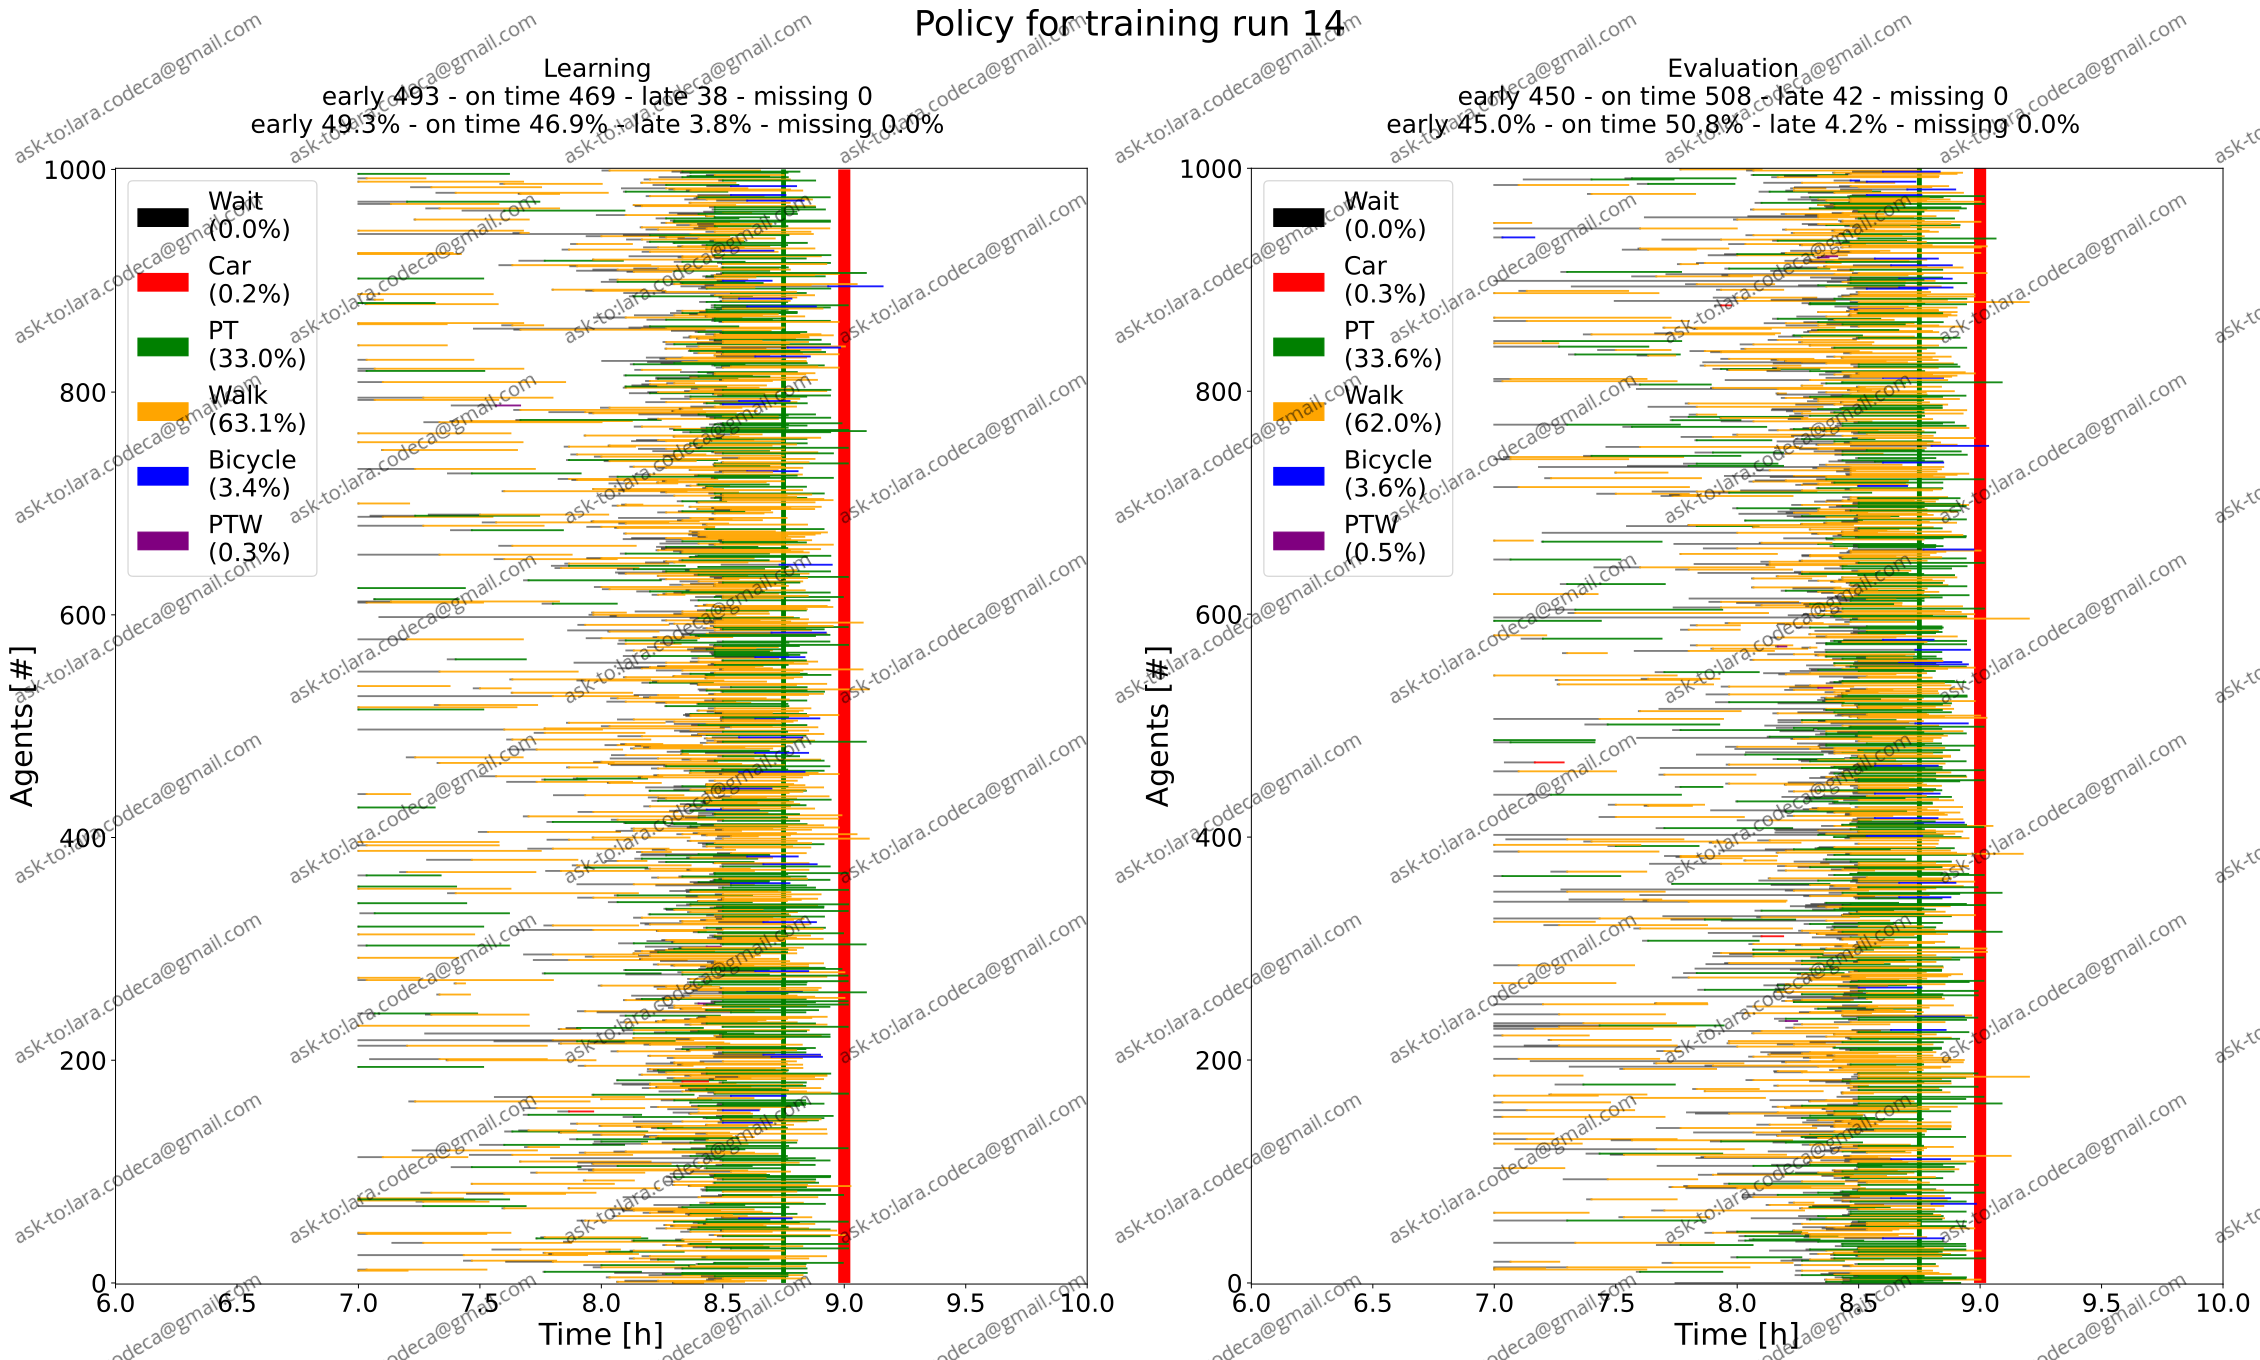 Policy for training run 14
Learning
early 493 - on time 469 - late 38 - missing 0
early 49.3% - on time 46.9% - late 3.8% - missing 0.0%
1000
800
600
400
200
0
Agents [#]
Wait
(0.0%)
Car
(0.2%)
PT
(33.0%)
Walk
(63.1%)
Bicycle
(3.4%)
PTW
(0.3%)
6.0 6.5 7.0 7.5 8.0 8.5 9.0 9.5 10.0
Time [h]
Evaluation
early 450 - on time 508 - late 42 - missing 0
early 45.0% - on time 50.8% - late 4.2% - missing 0.0%
1000
800
600
400
200
0
Agents [#]
Wait
(0.0%)
Car
(0.3%)
PT
(33.6%)
Walk
(62.0%)
Bicycle
(3.6%)
PTW
(0.5%)
6.0 6.5 7.0 7.5 8.0 8.5 9.0 9.5 10.0
Time [h]
ask-to:lara.codeca@gmail.com